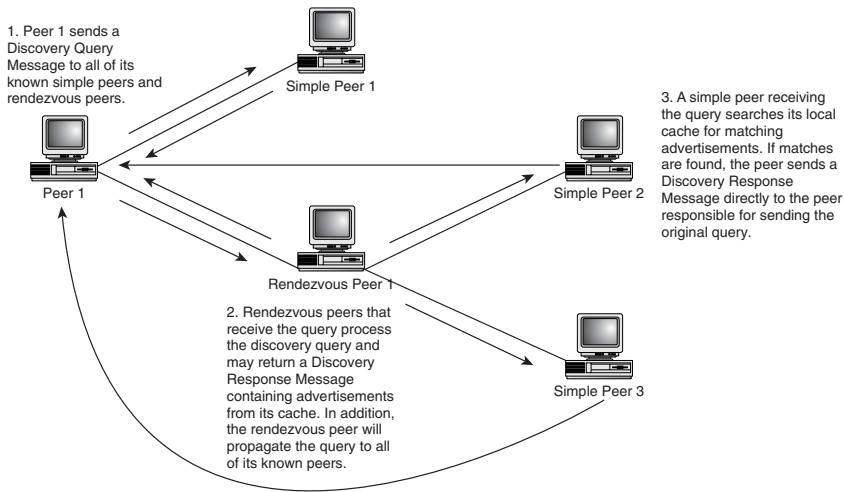 1. Peer 1 sends a
Discovery Query
Message to all of its
known simple peers and
rendezvous peers.
Simple Peer 1
Peer 1
3. A simple peer receiving
the query searches its local
cache for matching
advertisements. If matches
are found, the peer sends a
Discovery Response
Message directly to the peer
responsible for sending the
original query.
Simple Peer 2
Rendezvous Peer 1
2. Rendezvous peers that
receive the query process
the discovery query and
may return a Discovery
Response Message
containing advertisements
from its cache. In addition,
the rendezvous peer will
propagate the query to all
of its known peers.
Simple Peer 3